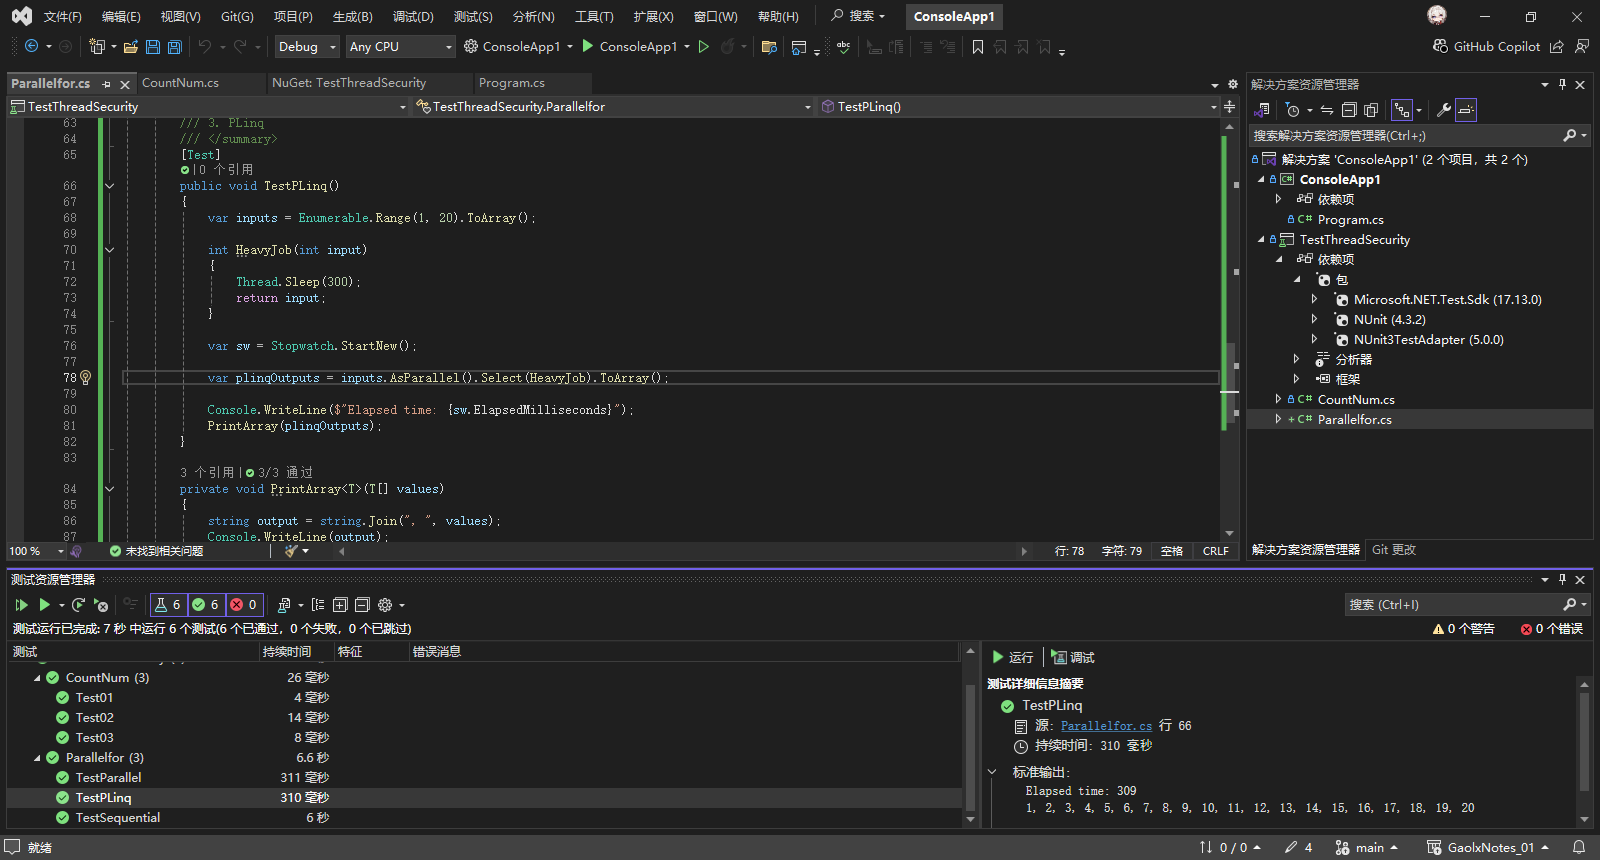 文件(F) 编辑(E) 视图(V) Git(G) 项目(P) 生成(B) 调试(D) 测试(S) 分析(N) 工具(T) 扩展(X) 窗口(W) 帮助(H) 搜索 ConsoleApp1
Debug Any CPU ConsoleApp1 ConsoleApp1 abc GitHub Copilot
Parallelfor.cs CountNum.cs NuGet: TestThreadSecurity Program.cs
TestThreadSecurity TestThreadSecurity.Parallelfor TestPLinq()
63 /// 3. PLinq
64 /// </summary>
65 [Test]
0 个引用
66 public void TestPLinq()
67 {
68 var inputs = Enumerable.Range(1, 20).ToArray();
69
70 int HeavyJob(int input)
71 {
72 Thread.Sleep(300);
73 return input;
74 }
75
76 var sw = Stopwatch.StartNew();
77
78 var plinqOutputs = inputs.AsParallel().Select(HeavyJob).ToArray();
79
80 Console.WriteLine($"Elapsed time: {sw.ElapsedMilliseconds}");
81 PrintArray(plinqOutputs);
82 }
83
3 个引用 | 3/3 通过
84 private void PrintArray<T>(T[] values)
85 {
86 string output = string.Join(", ", values);
87 Console.WriteLine(output);
100 % 未找到相关问题 行: 78 字符: 79 空格 CRLF
解决方案资源管理器
搜索解决方案资源管理器(Ctrl+;)
解决方案 'ConsoleApp1' (2 个项目，共 2 个)
ConsoleApp1
依赖项
C# Program.cs
TestThreadSecurity
依赖项
包
Microsoft.NET.Test.Sdk (17.13.0)
NUnit (4.3.2)
NUnit3TestAdapter (5.0.0)
分析器
框架
C# CountNum.cs
+ C# Parallelfor.cs
解决方案资源管理器 Git 更改
测试资源管理器
6 6 0 搜索 (Ctrl+I)
测试运行已完成: 7 秒 中运行 6 个测试(6 个已通过，0 个失败，0 个已跳过) 0 个警告 0 个错误
测试 持续时间 特征 错误消息
CountNum (3) 26 毫秒
Test01 4 毫秒
Test02 14 毫秒
Test03 8 毫秒
Parallelfor (3) 6.6 秒
TestParallel 311 毫秒
TestPLinq 310 毫秒
TestSequential 6 秒
运行 调试
测试详细信息摘要
TestPLinq
源: Parallelfor.cs 行 66
持续时间: 310 毫秒
标准输出:
Elapsed time: 309
1, 2, 3, 4, 5, 6, 7, 8, 9, 10, 11, 12, 13, 14, 15, 16, 17, 18, 19, 20
就绪 0 / 0 4 main GaolxNotes_01